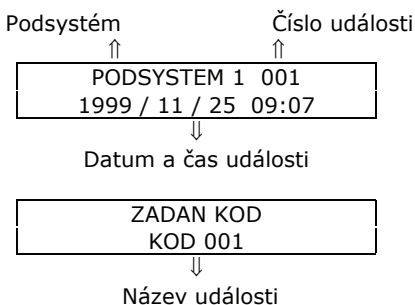 Podsystém Číslo události
⇑ ⇑
PODSYSTEM 1 001
1999 / 11 / 25 09:07
⇓
Datum a čas události
ZADAN KOD
KOD 001
⇓
Název události